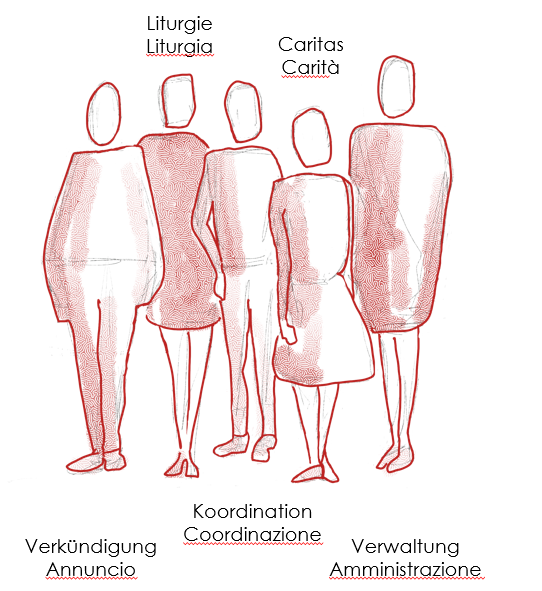 Liturgie
Liturgia
Caritas
Carità
Koordination
Coordinazione
Verkündigung
Annuncio
Verwaltung
Amministrazione